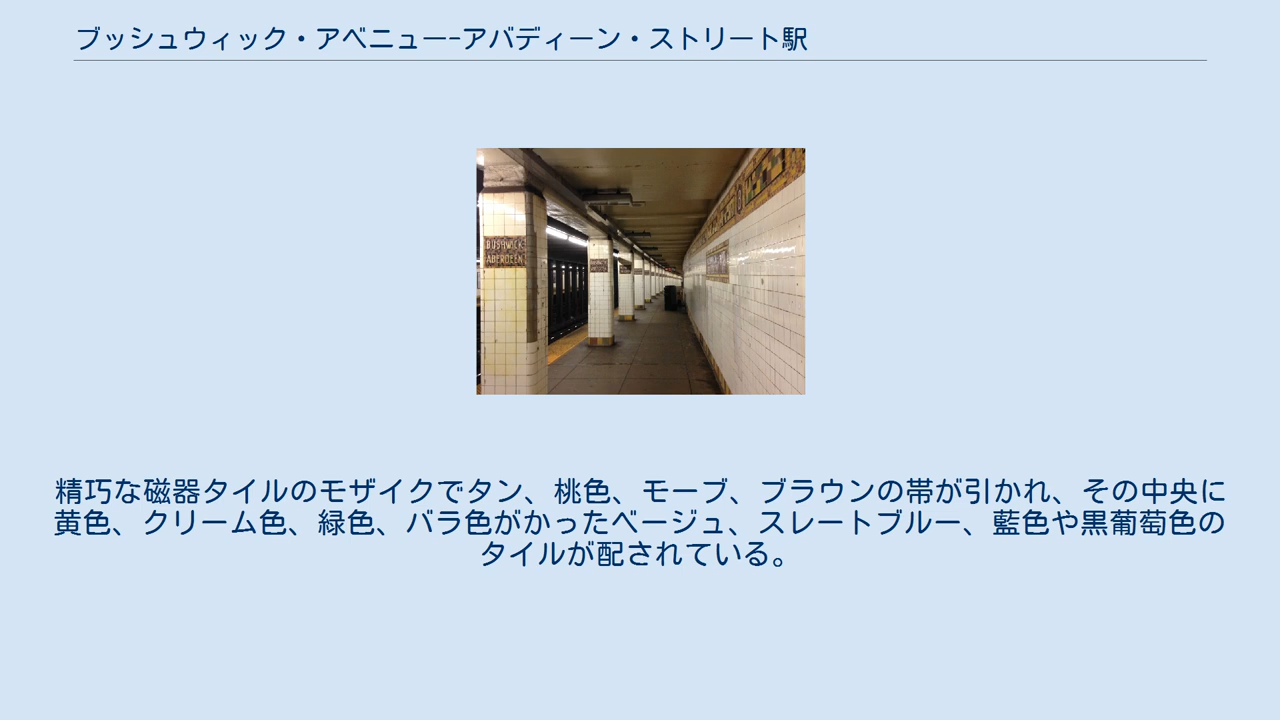 ブッシュウィック・アベニュー-アバディーン・ストリート駅
BUSHWICK
ABERDEEN
精巧な磁器タイルのモザイクでタン、桃色、モーブ、ブラウンの帯が引かれ、その中央に
黄色、クリーム色、緑色、バラ色がかったベージュ、スレートブルー、藍色や黒葡萄色の
タイルが配されている。